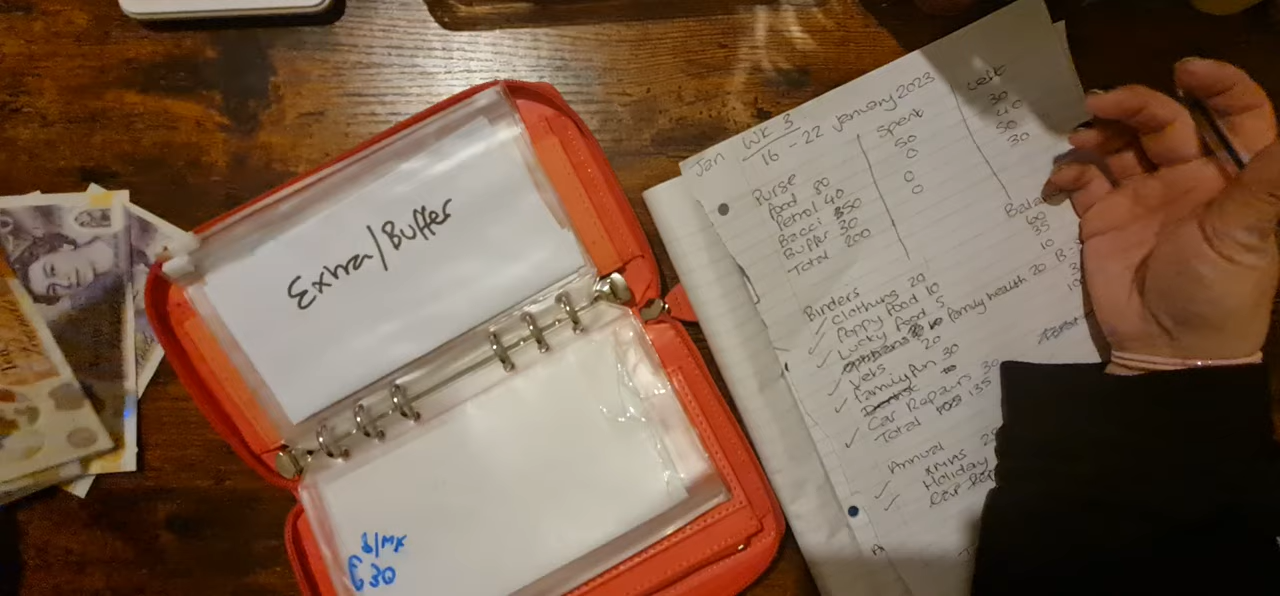 Extra/Buffer
B/MX
£30
Jan WK 3
16 - 22 January 2023
Spent Left
Purse
Food 80 50 30
Petrol 40 0 40
Bacci 50 0 50
Buffer 30 0 30
Total 200
Balan
Binders 60
✓ Clothing 20 35
✓ Poppy Food 10 10
✓ Lucky Food 5
family health 20 B =
✓ Vets 20
✓ Family Fun 30
Car Repairs 30
✓ Total 135
Annual
✓ XMAS
✓ Holiday
Car Rep